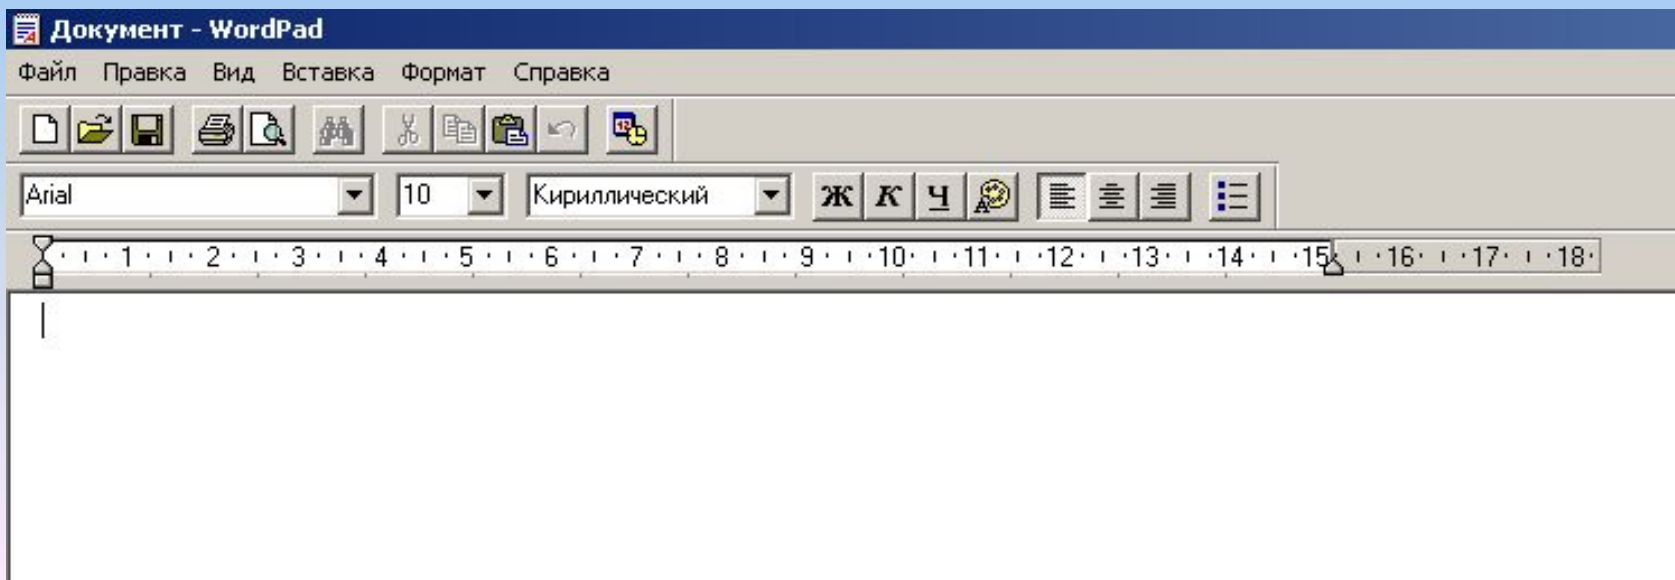 Документ - WordPad
Файл Правка Вид Вставка Формат Справка
12
Arial 10 Кириллический Ж К Ч A
1 2 3 4 5 6 7 8 9 10 11 12 13 14 15 16 17 18